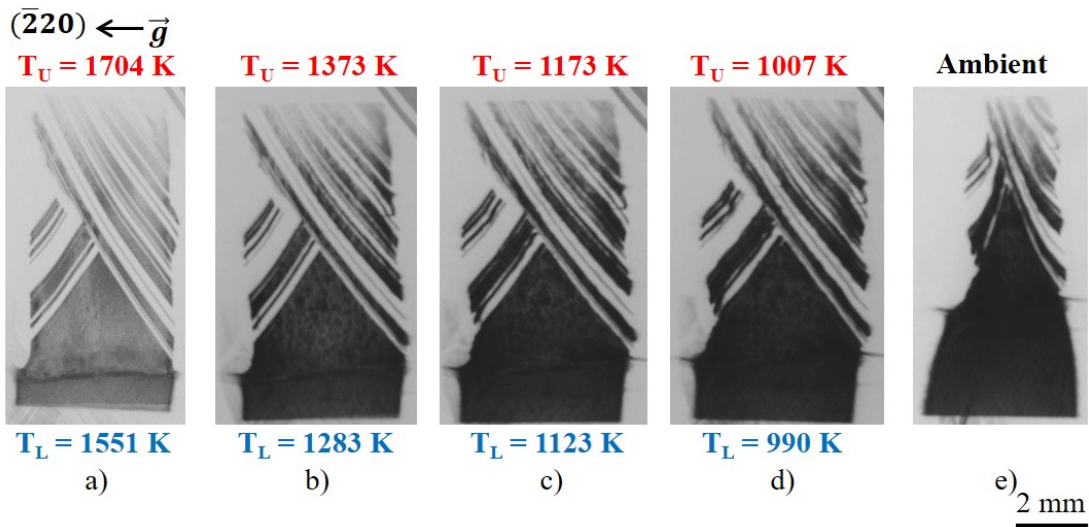 (2̅20) ← g⃗
T_U = 1704 K T_U = 1373 K T_U = 1173 K T_U = 1007 K Ambient
T_L = 1551 K T_L = 1283 K T_L = 1123 K T_L = 990 K
a) b) c) d) e)
2 mm